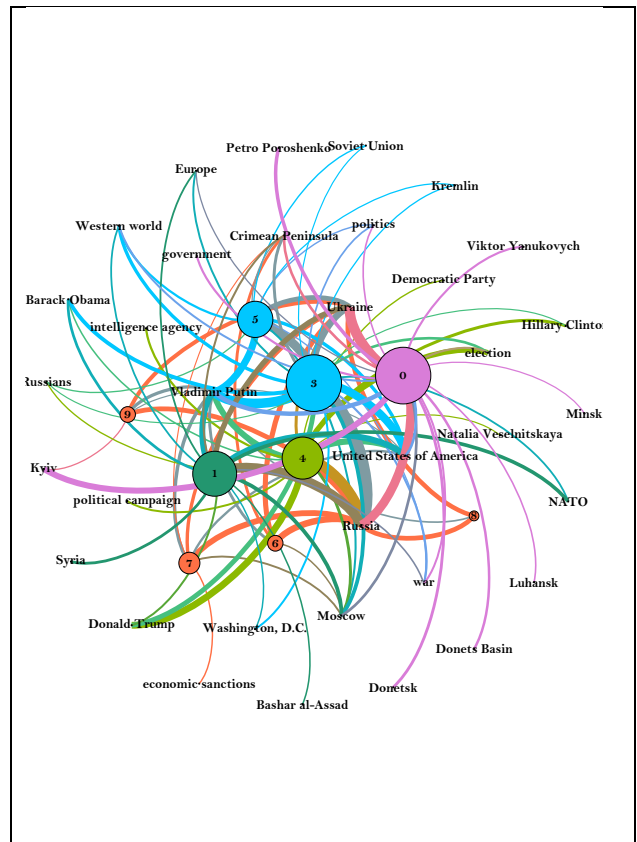 Petro Poroshenko
Soviet Union
Europe
Kremlin
Western world
Crimean Peninsula
politics
government
Viktor Yanukovych
Democratic Party
Barack Obama
Ukraine
intelligence agency
5
Hillary Clinto
election
3
0
Russians
Vladimir Putin
9
Minsk
Natalia Veselnitskaya
4
United States of America
Kyiv
1
political campaign
NATO
8
Russia
6
Syria
7
war
Luhansk
Donald Trump
Washington, D.C.
Moscow
Donets Basin
economic sanctions
Donetsk
Bashar al-Assad